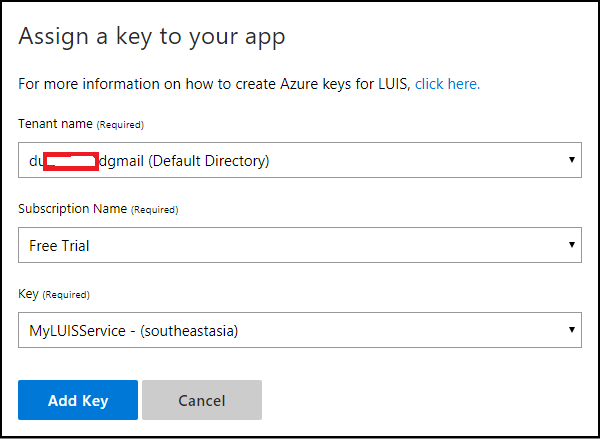 Assign a key to your app
For more information on how to create Azure keys for LUIS, click here.
Tenant name (Required)
du dgmail (Default Directory)
Subscription Name (Required)
Free Trial
Key (Required)
MyLUISService - (southeastasia)
Add Key Cancel